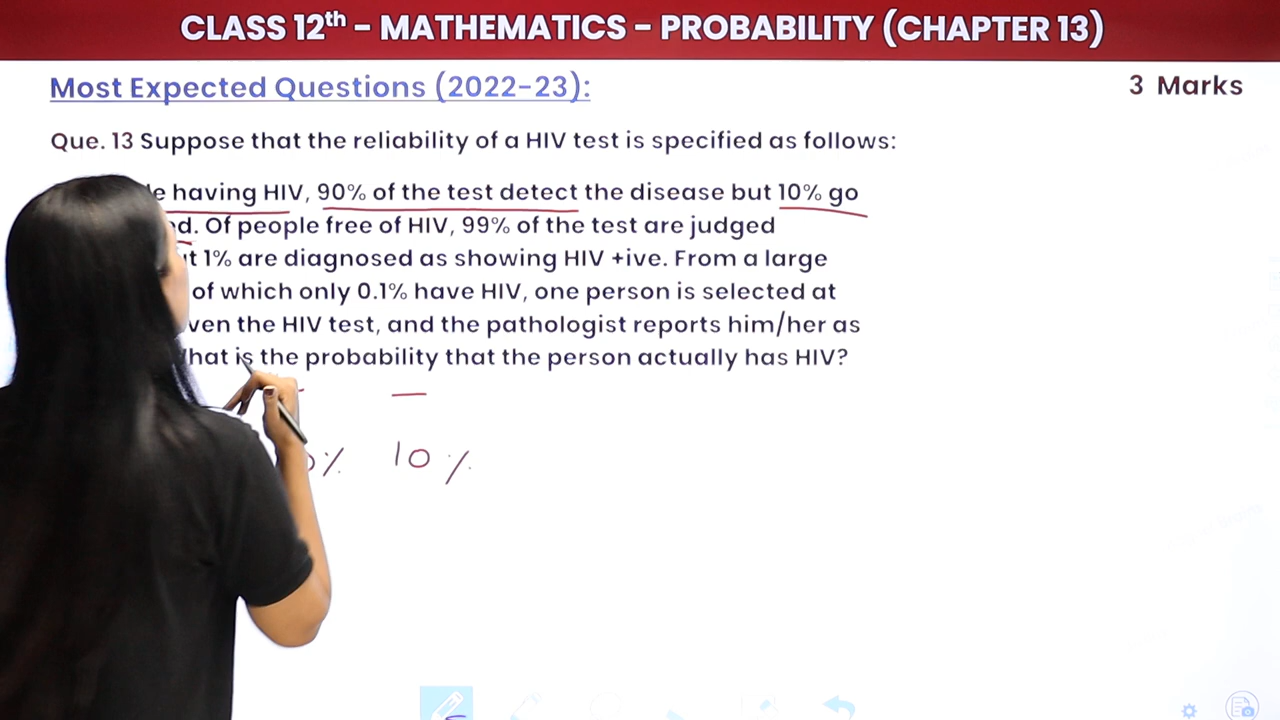 CLASS 12th - MATHEMATICS - PROBABILITY (CHAPTER 13)
Most Expected Questions (2022-23):
3 Marks
Que. 13 Suppose that the reliability of a HIV test is specified as follows:
having HIV, 90% of the test detect the disease but 10% go
Of people free of HIV, 99% of the test are judged
1% are diagnosed as showing HIV +ive. From a large
of which only 0.1% have HIV, one person is selected at
the HIV test, and the pathologist reports him/her as
is the probability that the person actually has HIV?
10 %